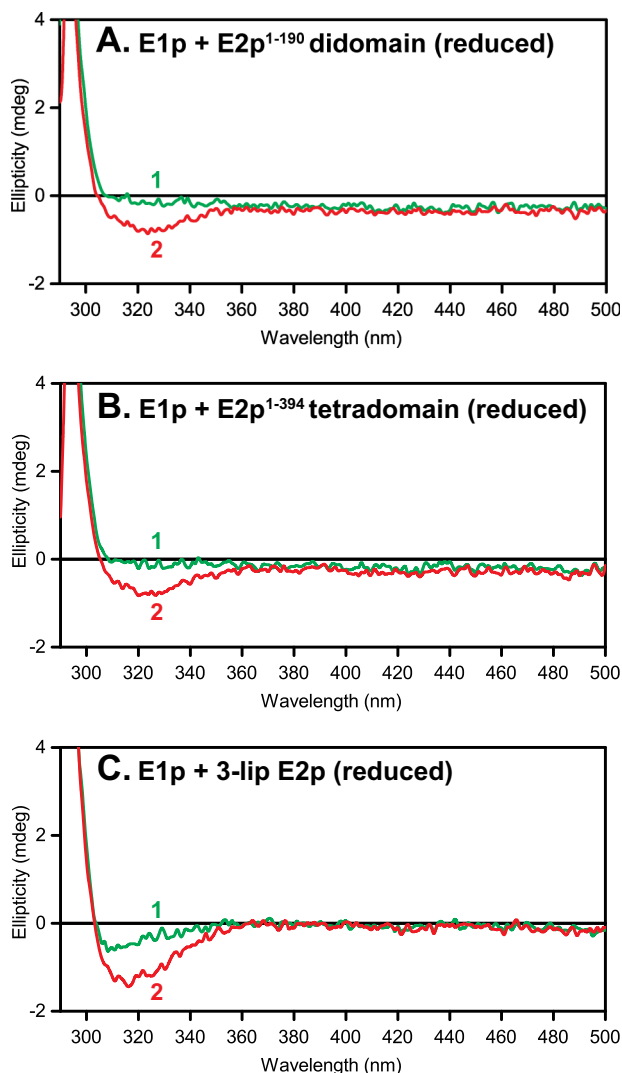 A. E1p + E2p1-190 didomain (reduced)
4
2
0
-2
Ellipticity (mdeg)
1
2
300 320 340 360 380 400 420 440 460 480 500
Wavelength (nm)
B. E1p + E2p1-394 tetradomain (reduced)
4
2
0
-2
Ellipticity (mdeg)
1
2
300 320 340 360 380 400 420 440 460 480 500
Wavelength (nm)
C. E1p + 3-lip E2p (reduced)
4
2
0
-2
Ellipticity (mdeg)
1
2
300 320 340 360 380 400 420 440 460 480 500
Wavelength (nm)